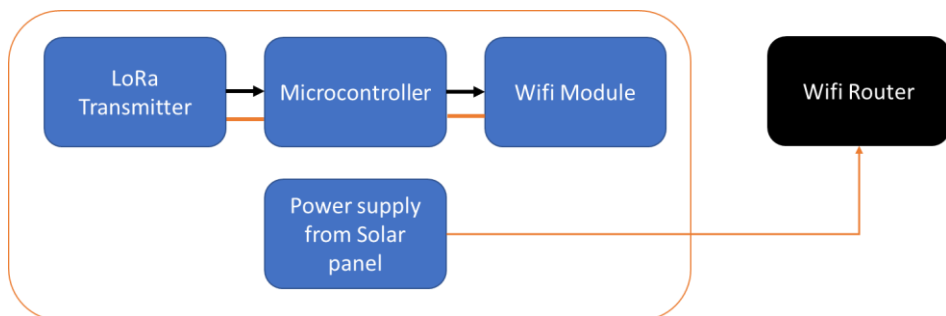 LoRa
Transmitter
Microcontroller
Wifi Module
Wifi Router
Power supply
from Solar
panel